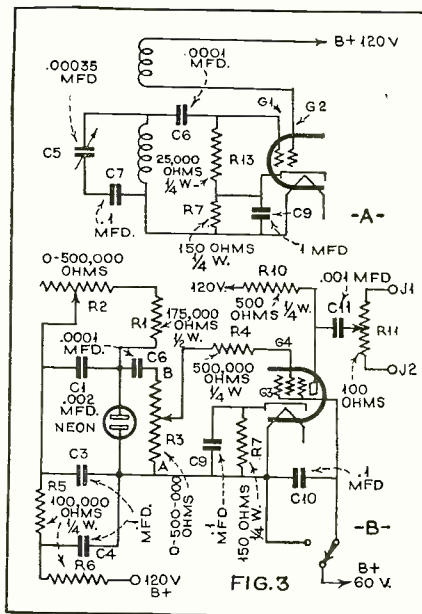 B+ 120 V
.0001
MFD.
.00035
MFD
G1
G2
C6
C5
R13
25,000
OHMS
1/4 W.
C7
.1
MFD.
R7
150 OHMS
1/4 W.
C9
.1 MFD
-A-
0-500,000
OHMS
R2
R1
175,000
OHMS
1/2 W.
.0001
MFD.
C6
B
C1
.002
MFD.
NEON
R3
A
0-500-000
OHMS
C3
R5
100,000
OHMS
1/4 W.
C4
.1
MFD.
R6
120 V
B+
120V
R10
500
OHMS
1/4 W.
R4
500,000
OHMS
1/4 W
G4
G3
.001 MFD
C11
J1
R11
J2
100
OHMS
C9
.1
MFD
R7
150 OHMS
1/4 W.
C10
.1
MFD
-B-
B+
60 V.
FIG.3